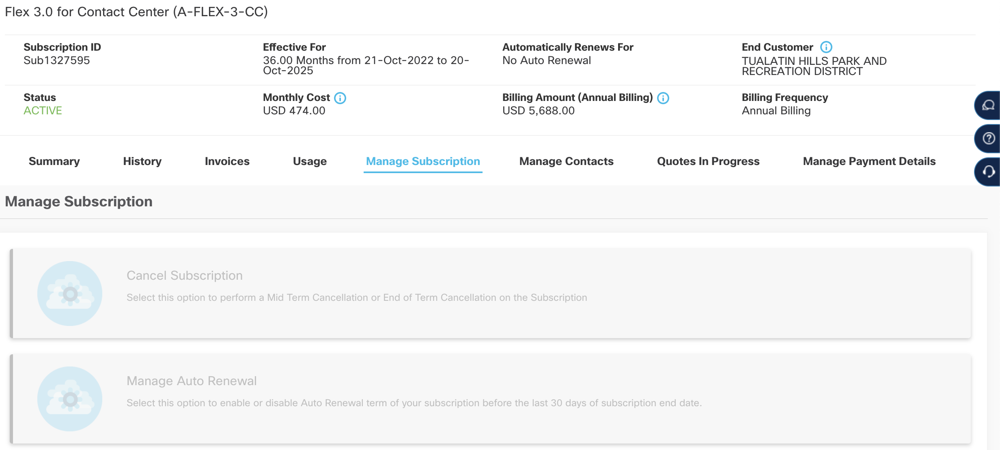 Flex 3.0 for Contact Center (A-FLEX-3-CC)
Subscription ID
Sub1327595
Effective For
36.00 Months from 21-Oct-2022 to 20-
Oct-2025
Automatically Renews For
No Auto Renewal
End Customer
TUALATIN HILLS PARK AND
RECREATION DISTRICT
Status
ACTIVE
Monthly Cost
USD 474.00
Billing Amount (Annual Billing)
USD 5,688.00
Billing Frequency
Annual Billing
Summary
History
Invoices
Usage
Manage Subscription
Manage Contacts
Quotes In Progress
Manage Payment Details
Manage Subscription
Cancel Subscription
Select this option to perform a Mid Term Cancellation or End of Term Cancellation on the Subscription
Manage Auto Renewal
Select this option to enable or disable Auto Renewal term of your subscription before the last 30 days of subscription end date.